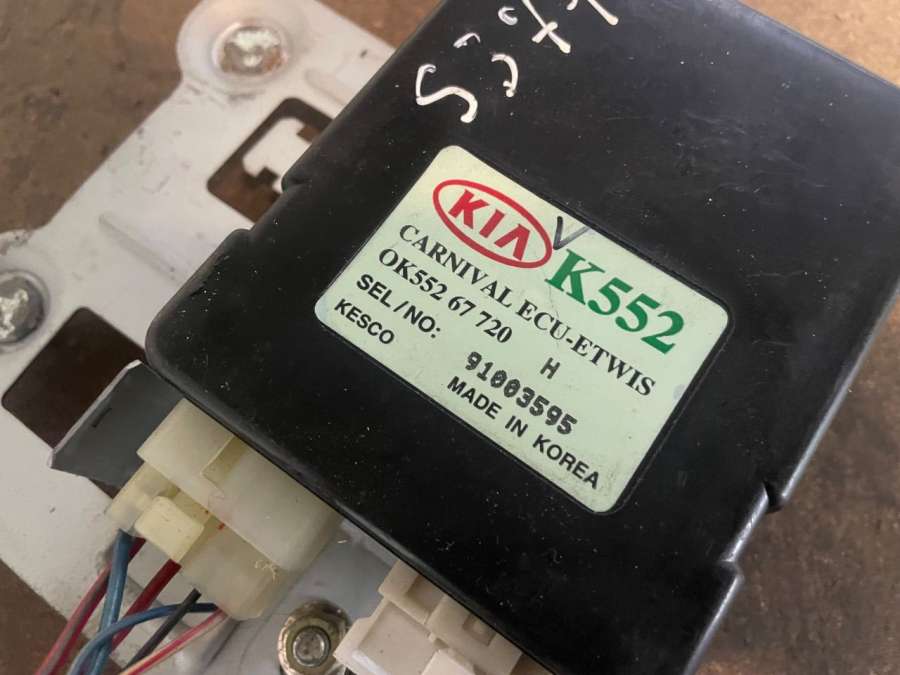 KIA K552
CARNIVAL ECU-ETWIS
OK552 67 720 H
SEL/NO: 91003595
KESCO MADE IN KOREA